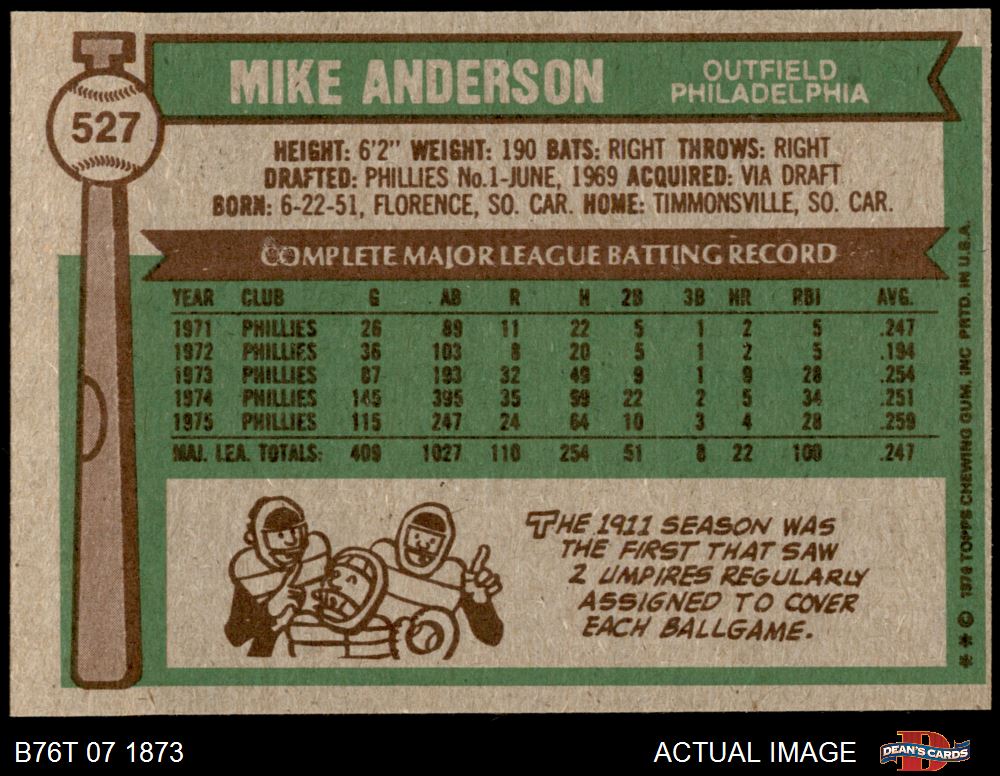 527
MIKE ANDERSON
OUTFIELD
PHILADELPHIA
HEIGHT: 6'2" WEIGHT: 190 BATS: RIGHT THROWS: RIGHT
DRAFTED: PHILLIES No.1-JUNE, 1969 ACQUIRED: VIA DRAFT
BORN: 6-22-51, FLORENCE, SO. CAR. HOME: TIMMONSVILLE, SO. CAR.
COMPLETE MAJOR LEAGUE BATTING RECORD
YEAR CLUB G AB R H 2B 3B HR RBI AVG.
1971 PHILLIES 26 89 11 22 5 1 2 5 .247
1972 PHILLIES 36 103 8 20 5 1 2 5 .194
1973 PHILLIES 87 193 32 49 9 1 9 28 .254
1974 PHILLIES 145 395 35 99 22 2 5 34 .251
1975 PHILLIES 115 247 24 64 10 3 4 28 .259
MAJ. LEA. TOTALS: 409 1027 110 254 51 8 22 100 .247
THE 1911 SEASON WAS
THE FIRST THAT SAW
2 UMPIRES REGULARLY
ASSIGNED TO COVER
EACH BALLGAME.
** © 1976 TOPPS CHEWING GUM, INC. PRTD. IN U.S.A.
B76T 07 1873
ACTUAL IMAGE
D
DEAN'S CARDS